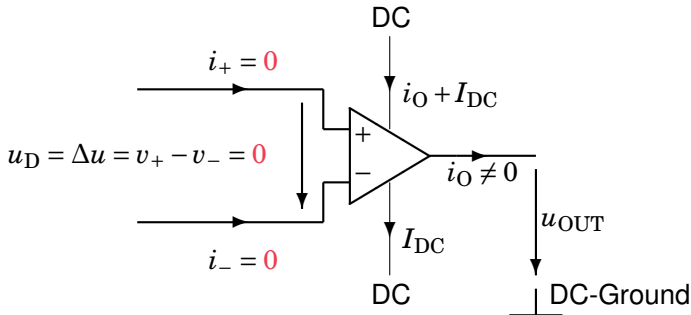 DC
i₊ = 0
i_O + I_DC
+
u_D = Δu = v₊ − v₋ = 0
−
i_O ≠ 0
u_OUT
I_DC
i₋ = 0
DC
DC-Ground